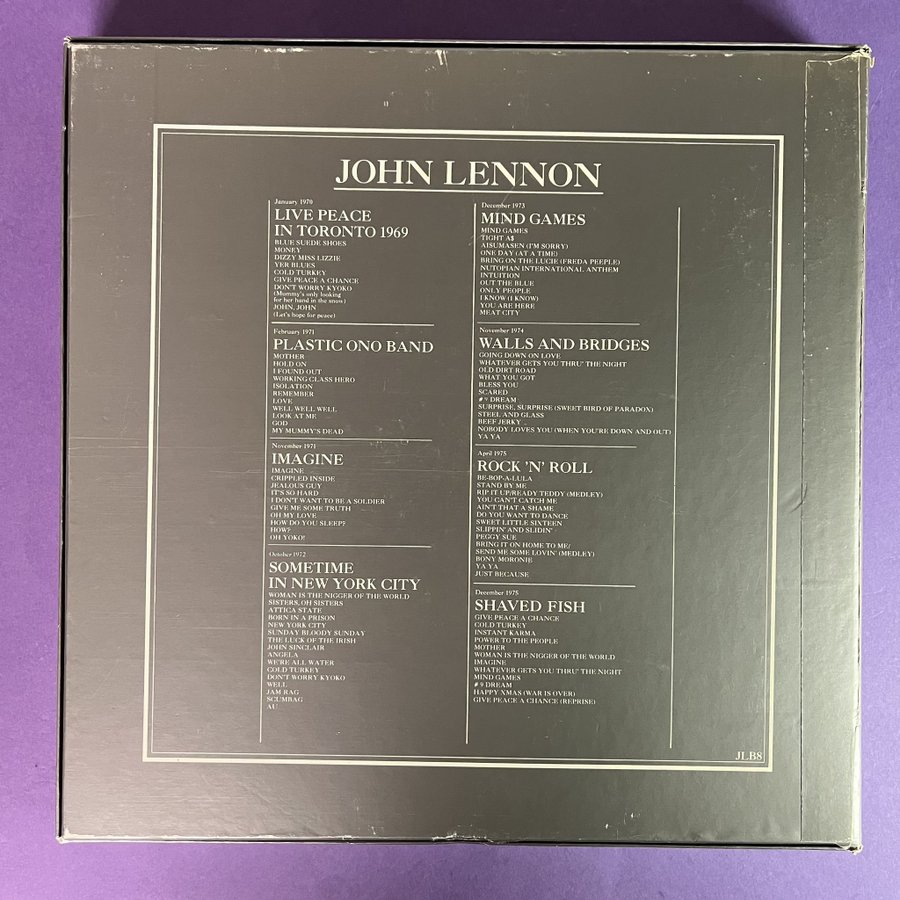 JOHN LENNON
January 1970
LIVE PEACE
IN TORONTO 1969
BLUE SUEDE SHOES
MONEY
DIZZY MISS LIZZIE
YER BLUES
COLD TURKEY
GIVE PEACE A CHANCE
DON'T WORRY KYOKO
(Mummy's only looking
for her hand in the snow)
JOHN, JOHN
(Let's hope for peace)
February 1971
PLASTIC ONO BAND
MOTHER
HOLD ON
I FOUND OUT
WORKING CLASS HERO
ISOLATION
REMEMBER
LOVE
WELL WELL WELL
LOOK AT ME
GOD
MY MUMMY'S DEAD
November 1971
IMAGINE
IMAGINE
CRIPPLED INSIDE
JEALOUS GUY
IT'S SO HARD
I DON'T WANT TO BE A SOLDIER
GIVE ME SOME TRUTH
OH MY LOVE
HOW DO YOU SLEEP?
HOW?
OH YOKO!
October 1972
SOMETIME
IN NEW YORK CITY
WOMAN IS THE NIGGER OF THE WORLD
SISTERS, OH SISTERS
ATTICA STATE
BORN IN A PRISON
NEW YORK CITY
SUNDAY BLOODY SUNDAY
THE LUCK OF THE IRISH
JOHN SINCLAIR
ANGELA
WE'RE ALL WATER
COLD TURKEY
DON'T WORRY KYOKO
WELL
JAM RAG
SCUMBAG
AU
December 1973
MIND GAMES
MIND GAMES
TIGHT A$
AISUMASEN (I'M SORRY)
ONE DAY (AT A TIME)
BRING ON THE LUCIE (FREDA PEEPLE)
NUTOPIAN INTERNATIONAL ANTHEM
INTUITION
OUT THE BLUE
ONLY PEOPLE
I KNOW (I KNOW)
YOU ARE HERE
MEAT CITY
November 1974
WALLS AND BRIDGES
GOING DOWN ON LOVE
WHATEVER GETS YOU THRU' THE NIGHT
OLD DIRT ROAD
WHAT YOU GOT
BLESS YOU
SCARED
# 9 DREAM
SURPRISE, SURPRISE (SWEET BIRD OF PARADOX)
STEEL AND GLASS
BEEF JERKY
NOBODY LOVES YOU (WHEN YOU'RE DOWN AND OUT)
YA YA
April 1975
ROCK 'N' ROLL
BE-BOP-A-LULA
STAND BY ME
RIP IT UP/READY TEDDY (MEDLEY)
YOU CAN'T CATCH ME
AIN'T THAT A SHAME
DO YOU WANT TO DANCE
SWEET LITTLE SIXTEEN
SLIPPIN' AND SLIDIN'
PEGGY SUE
BRING IT ON HOME TO ME/
SEND ME SOME LOVIN' (MEDLEY)
BONY MORONIE
YA YA
JUST BECAUSE
December 1975
SHAVED FISH
GIVE PEACE A CHANCE
COLD TURKEY
INSTANT KARMA
POWER TO THE PEOPLE
MOTHER
WOMAN IS THE NIGGER OF THE WORLD
IMAGINE
WHATEVER GETS YOU THRU' THE NIGHT
MIND GAMES
# 9 DREAM
HAPPY XMAS (WAR IS OVER)
GIVE PEACE A CHANCE (REPRISE)
JLB8